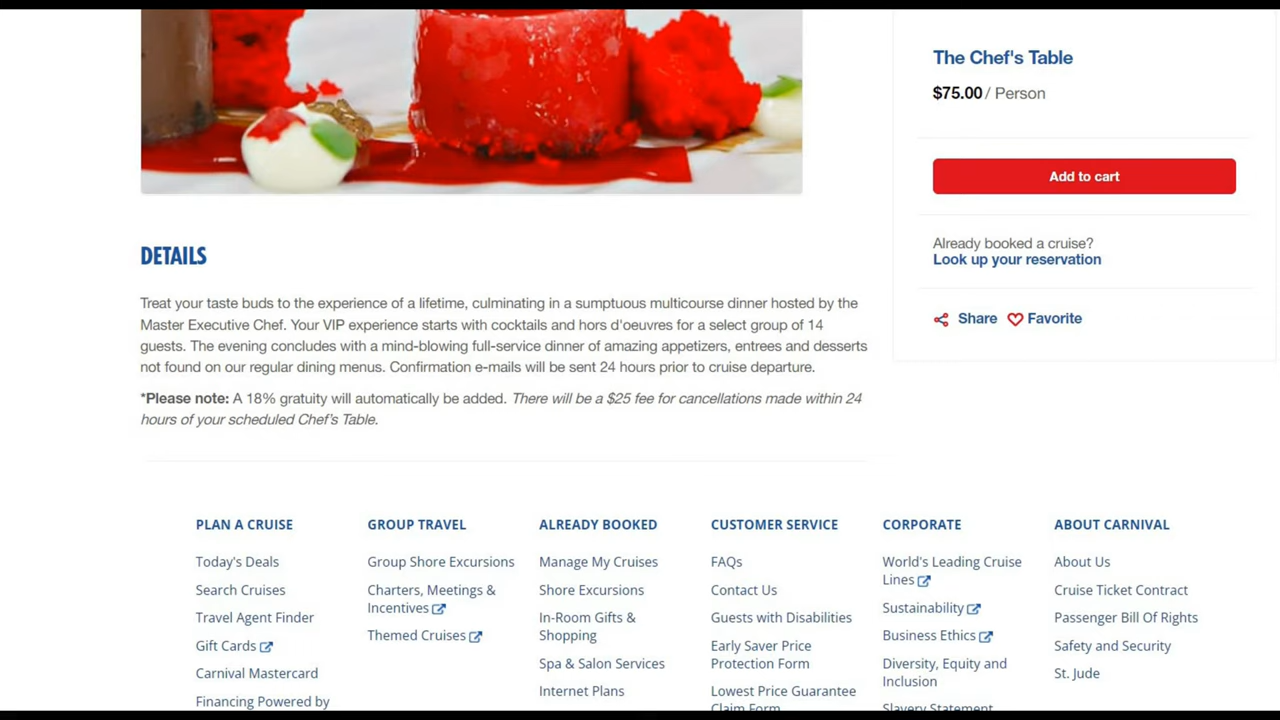 The Chef's Table
$75.00 / Person
Add to cart
Already booked a cruise?
Look up your reservation
Share Favorite
DETAILS
Treat your taste buds to the experience of a lifetime, culminating in a sumptuous multicourse dinner hosted by the
Master Executive Chef. Your VIP experience starts with cocktails and hors d'oeuvres for a select group of 14
guests. The evening concludes with a mind-blowing full-service dinner of amazing appetizers, entrees and desserts
not found on our regular dining menus. Confirmation e-mails will be sent 24 hours prior to cruise departure.
*Please note: A 18% gratuity will automatically be added. There will be a $25 fee for cancellations made within 24
hours of your scheduled Chef's Table.
PLAN A CRUISE
Today's Deals
Search Cruises
Travel Agent Finder
Gift Cards
Carnival Mastercard
Financing Powered by
GROUP TRAVEL
Group Shore Excursions
Charters, Meetings &
Incentives
Themed Cruises
ALREADY BOOKED
Manage My Cruises
Shore Excursions
In-Room Gifts &
Shopping
Spa & Salon Services
Internet Plans
CUSTOMER SERVICE
FAQs
Contact Us
Guests with Disabilities
Early Saver Price
Protection Form
Lowest Price Guarantee
Claim Form
CORPORATE
World's Leading Cruise
Lines
Sustainability
Business Ethics
Diversity, Equity and
Inclusion
Slavery Statement
ABOUT CARNIVAL
About Us
Cruise Ticket Contract
Passenger Bill Of Rights
Safety and Security
St. Jude